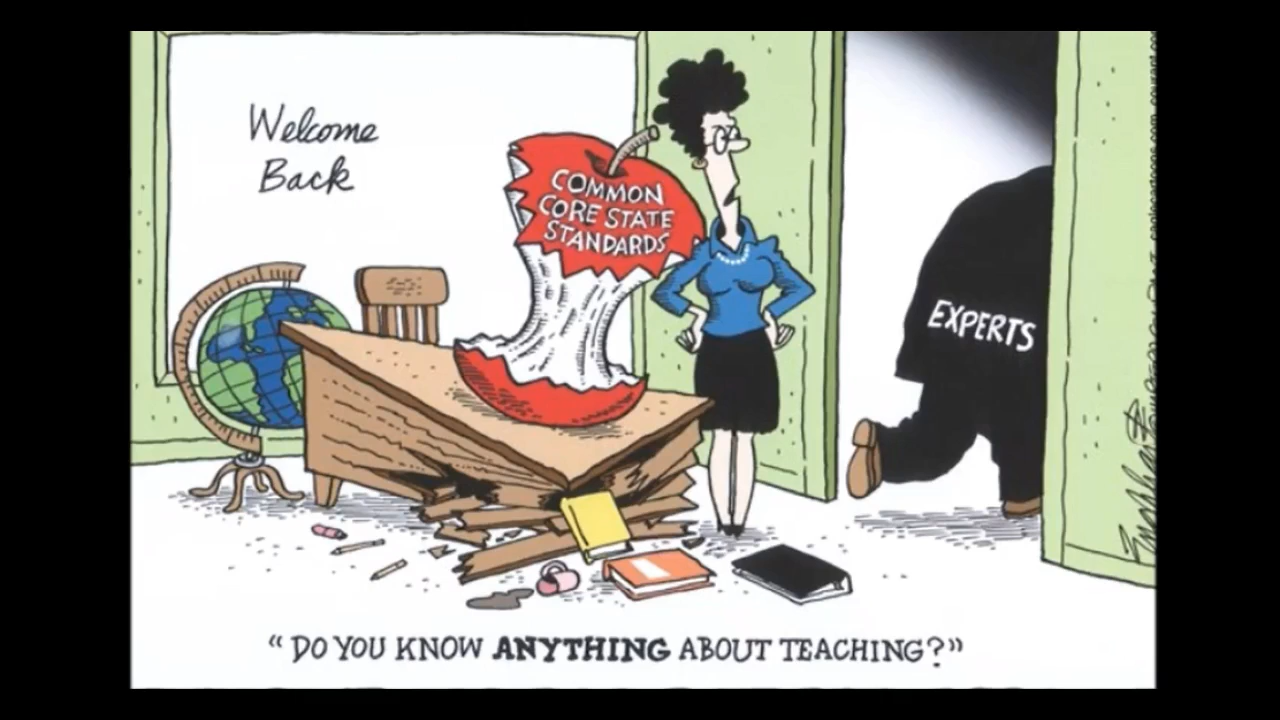 Welcome
Back
COMMON
CORE STATE
STANDARDS
EXPERTS
"DO YOU KNOW ANYTHING ABOUT TEACHING?"